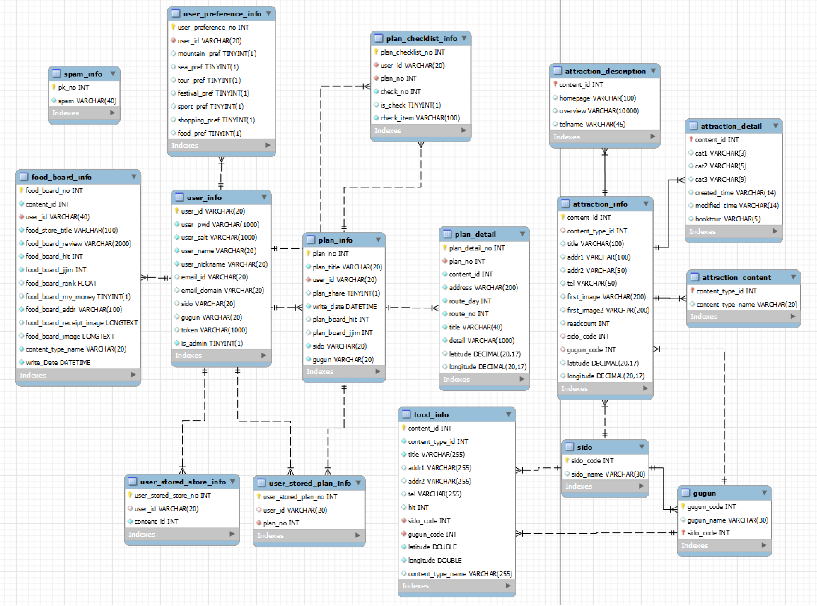 user_preference_info
user_preference_no INT
user_id VARCHAR(20)
mountain_pref TINYINT(1)
sea_pref TINYINT(1)
tour_pref TINYINT(1)
festival_pref TINYINT(1)
sport_pref TINYINT(1)
shopping_pref TINYINT(1)
food_pref TINYINT(1)
Indexes
plan_checklist_info
plan_checklist_no INT
user_id VARCHAR(20)
plan_no INT
check_no INT
is_check TINYINT(1)
check_item VARCHAR(100)
Indexes
spam_info
pk_no INT
spam VARCHAR(40)
Indexes
attraction_description
content_id INT
homepage VARCHAR(100)
overview VARCHAR(10000)
telname VARCHAR(45)
Indexes
attraction_detail
content_id INT
cat1 VARCHAR(3)
cat2 VARCHAR(5)
cat3 VARCHAR(9)
created_time VARCHAR(14)
modified_time VARCHAR(14)
booktour VARCHAR(5)
Indexes
food_board_info
food_board_no INT
content_id INT
user_id VARCHAR(40)
food_store_title VARCHAR(100)
food_board_review VARCHAR(2000)
food_board_hit INT
food_board_jjim INT
food_board_rank FLOAT
food_board_my_money TINYINT(1)
food_board_addr VARCHAR(100)
food_board_receipt_image LONGTEXT
food_board_image LONGTEXT
content_type_name VARCHAR(20)
write_Date DATETIME
Indexes
user_info
user_id VARCHAR(20)
user_pwd VARCHAR(1000)
user_salt VARCHAR(1000)
user_name VARCHAR(20)
user_nickname VARCHAR(20)
email_id VARCHAR(20)
email_domain VARCHAR(20)
sido VARCHAR(20)
gugun VARCHAR(20)
token VARCHAR(1000)
is_admin TINYINT(1)
Indexes
plan_info
plan_no INT
plan_title VARCHAR(20)
user_id VARCHAR(20)
plan_share TINYINT(1)
write_date DATETIME
plan_board_hit INT
plan_board_jjim INT
sido VARCHAR(20)
gugun VARCHAR(20)
Indexes
plan_detail
plan_detail_no INT
plan_no INT
content_id INT
address VARCHAR(200)
route_day INT
route_no INT
title VARCHAR(40)
detail VARCHAR(1000)
latitude DECIMAL(20,17)
longitude DECIMAL(20,17)
Indexes
attraction_info
content_id INT
content_type_id INT
title VARCHAR(100)
addr1 VARCHAR(100)
addr2 VARCHAR(50)
tel VARCHAR(50)
first_image VARCHAR(200)
first_image2 VARCHAR(200)
readcount INT
sido_code INT
gugun_code INT
latitude DECIMAL(20,17)
longitude DECIMAL(20,17)
Indexes
attraction_content
content_type_id INT
content_type_name VARCHAR(20)
Indexes
food_info
content_id INT
content_type_id INT
title VARCHAR(255)
addr1 VARCHAR(255)
addr2 VARCHAR(255)
tel VARCHAR(255)
hit INT
sido_code INT
gugun_code INT
latitude DOUBLE
longitude DOUBLE
content_type_name VARCHAR(255)
Indexes
sido
sido_code INT
sido_name VARCHAR(30)
Indexes
gugun
gugun_code INT
gugun_name VARCHAR(30)
sido_code INT
Indexes
user_stored_store_info
user_stored_store_no INT
user_id VARCHAR(20)
content_id INT
Indexes
user_stored_plan_info
user_stored_plan_no INT
user_id VARCHAR(20)
plan_no INT
Indexes